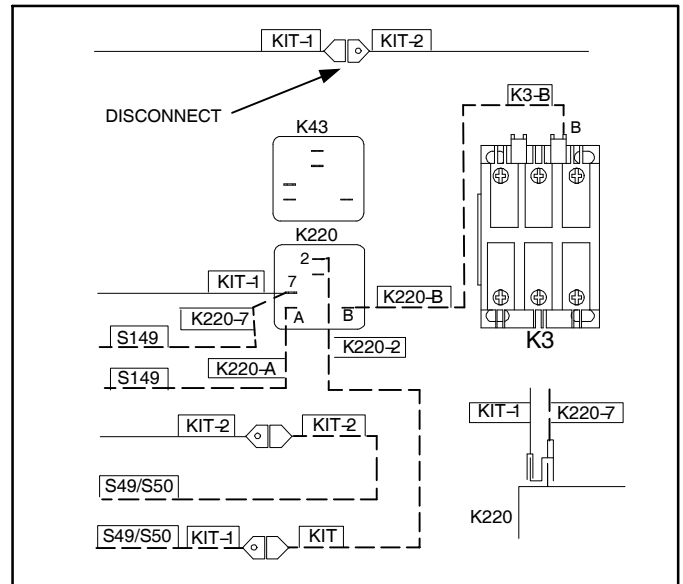 KIT-1 KIT-2
DISCONNECT
K3-B
B
K43
K220
2
KIT-1 7
K220-7 A B K220-B
S149 K220-2
K220-A
S149
K3
KIT-2 KIT-2
KIT-1 K220-7
S49/S50
K220
S49/S50 KIT-1 KIT